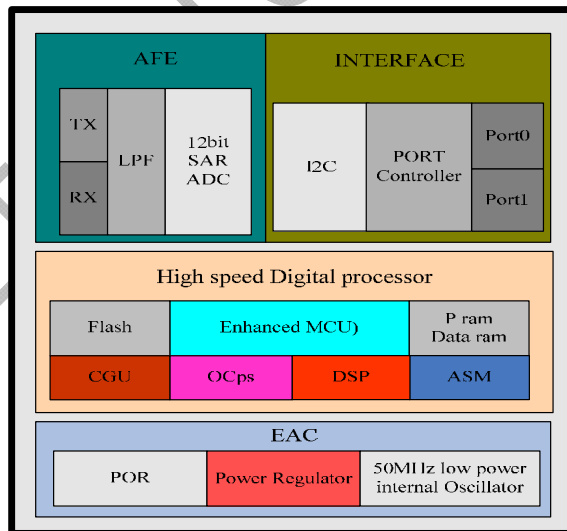 AFE
INTERFACE
TX
RX
LPF
12bit
SAR
ADC
I2C
PORT
Controller
Port0
Port1
High speed Digital processor
Flash
Enhanced MCU)
P ram
Data ram
CGU
OCps
DSP
ASM
EAC
POR
Power Regulator
50MHz low power
internal Oscillator